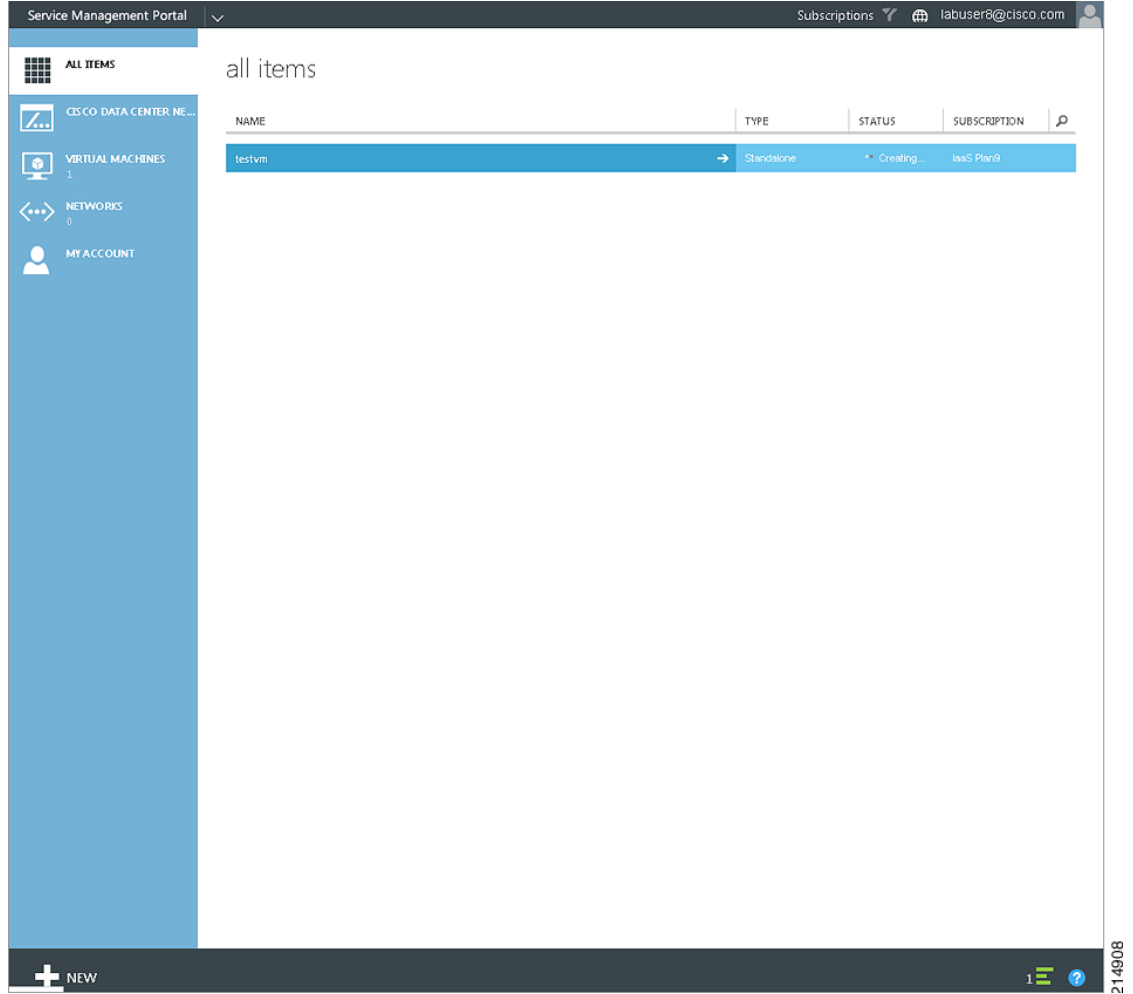 Service Management Portal
Subscriptions
labuser8@cisco.com
ALL ITEMS
CISCO DATA CENTER NE...
VIRTUAL MACHINES
1
NETWORKS
0
MY ACCOUNT
all items
NAME TYPE STATUS SUBSCRIPTION
testvm Standalone Creating... IaaS Plan9
NEW
1
?
214908